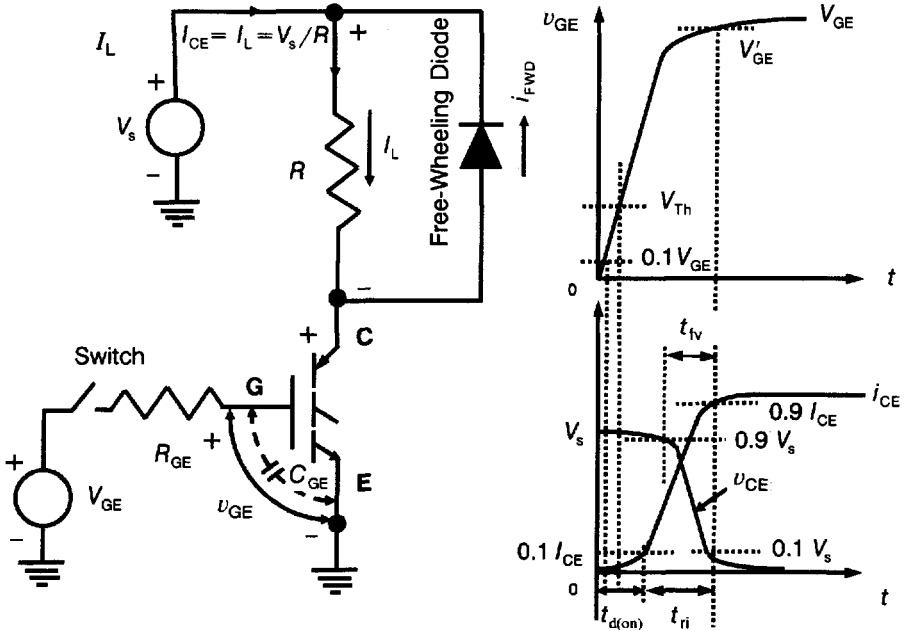 I_L
I_CE = I_L = V_s/R
+
+
V_s
−
R
I_L
Free-Wheeling Diode
i_FWD
−
+
C
Switch
G
R_GE
+
C_GE
E
υ_GE
+
V_GE
−
−
υ_GE
V_GE
V′_GE
V_Th
0.1 V_GE
0
t
t_fv
i_CE
0.9 I_CE
V_s
0.9 V_s
υ_CE
0.1 I_CE
0.1 V_s
0
t
t_d(on)
t_ri